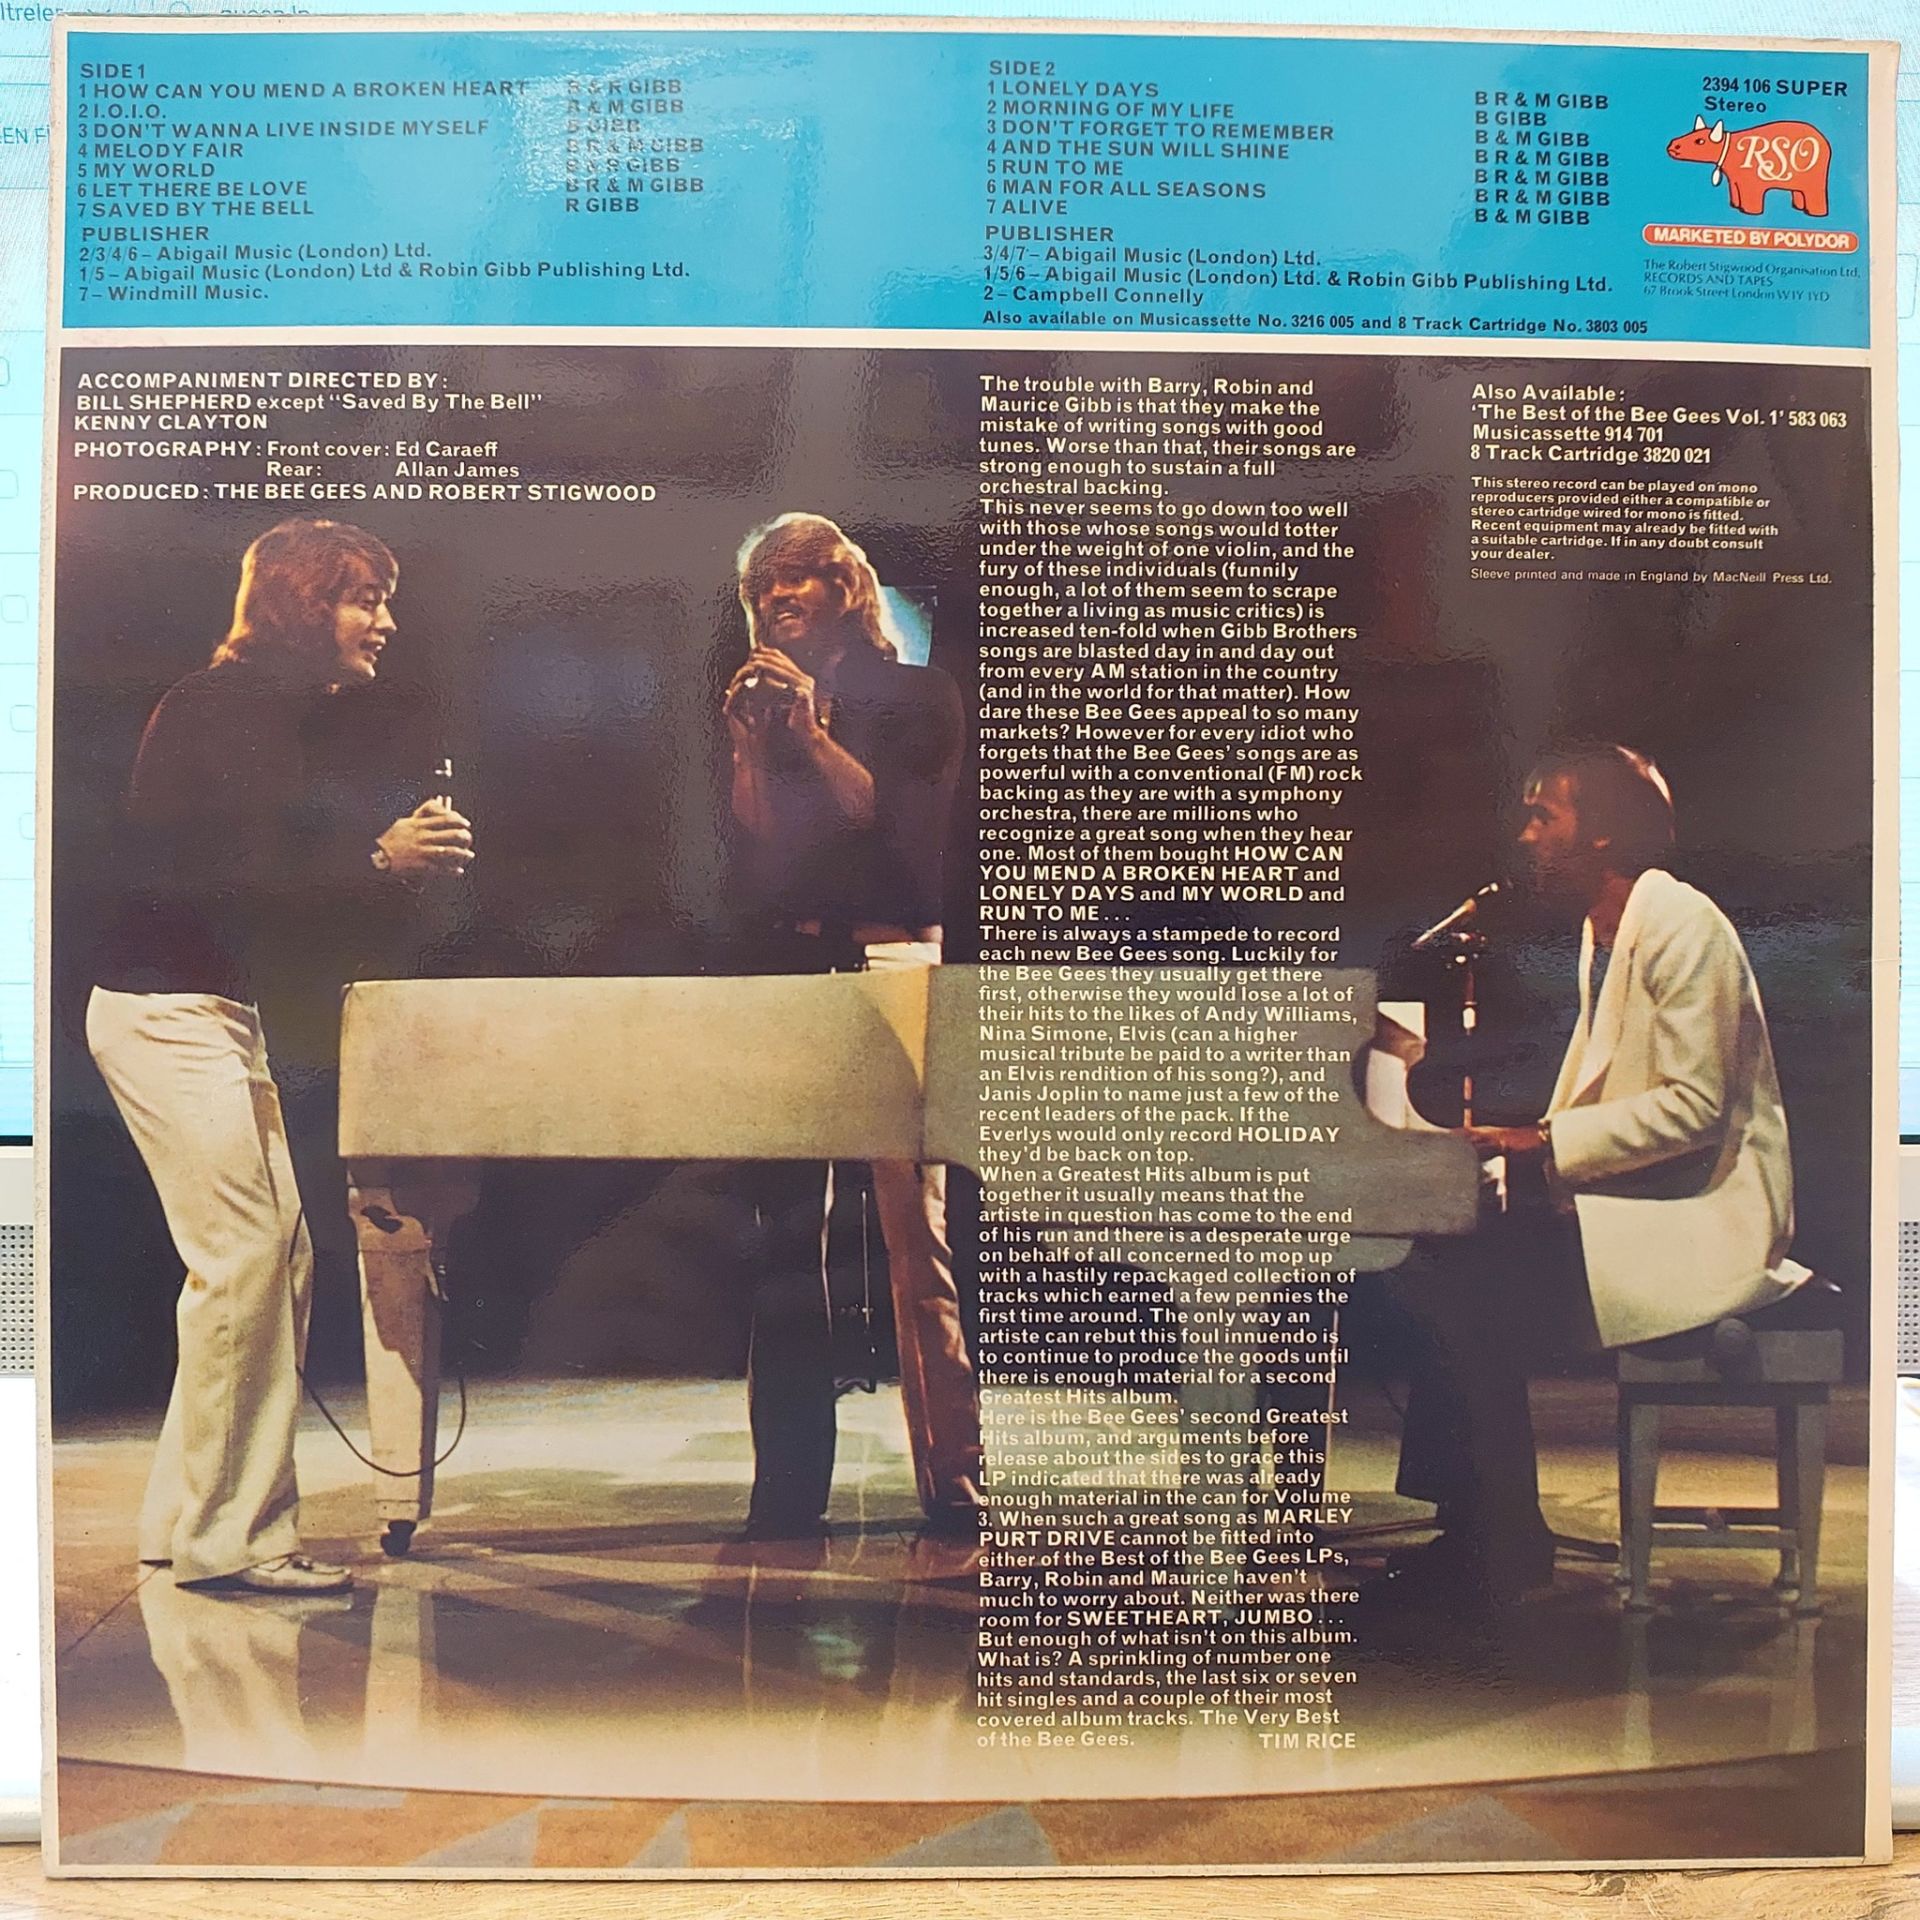 SIDE 1
1 HOW CAN YOU MEND A BROKEN HEART B & R GIBB
2 I.O.I.O. B & M GIBB
3 DON'T WANNA LIVE INSIDE MYSELF B GIBB
4 MELODY FAIR B R & M GIBB
5 MY WORLD B & R GIBB
6 LET THERE BE LOVE B R & M GIBB
7 SAVED BY THE BELL R GIBB
PUBLISHER
2/3/4/6 – Abigail Music (London) Ltd.
1/5 – Abigail Music (London) Ltd & Robin Gibb Publishing Ltd.
7 – Windmill Music.
SIDE 2
1 LONELY DAYS B R & M GIBB
2 MORNING OF MY LIFE B GIBB
3 DON'T FORGET TO REMEMBER B & M GIBB
4 AND THE SUN WILL SHINE B R & M GIBB
5 RUN TO ME B R & M GIBB
6 MAN FOR ALL SEASONS B R & M GIBB
7 ALIVE B & M GIBB
PUBLISHER
3/4/7 – Abigail Music (London) Ltd.
1/5/6 – Abigail Music (London) Ltd. & Robin Gibb Publishing Ltd.
2 – Campbell Connelly
Also available on Musicassette No. 3216 005 and 8 Track Cartridge No. 3803 005
2394 106 SUPER
Stereo
RSO
MARKETED BY POLYDOR
The Robert Stigwood Organisation Ltd.
RECORDS AND TAPES
67 Brook Street London W1Y 1YD
ACCOMPANIMENT DIRECTED BY:
BILL SHEPHERD except "Saved By The Bell"
KENNY CLAYTON
PHOTOGRAPHY: Front cover: Ed Caraeff
Rear: Allan James
PRODUCED: THE BEE GEES AND ROBERT STIGWOOD
The trouble with Barry, Robin and
Maurice Gibb is that they make the
mistake of writing songs with good
tunes. Worse than that, their songs are
strong enough to sustain a full
orchestral backing.
This never seems to go down too well
with those whose songs would totter
under the weight of one violin, and the
fury of these individuals (funnily
enough, a lot of them seem to scrape
together a living as music critics) is
increased ten-fold when Gibb Brothers
songs are blasted day in and day out
from every AM station in the country
(and in the world for that matter). How
dare these Bee Gees appeal to so many
markets? However for every idiot who
forgets that the Bee Gees' songs are as
powerful with a conventional (FM) rock
backing as they are with a symphony
orchestra, there are millions who
recognize a great song when they hear
one. Most of them bought HOW CAN
YOU MEND A BROKEN HEART and
LONELY DAYS and MY WORLD and
RUN TO ME...
There is always a stampede to record
each new Bee Gees song. Luckily for
the Bee Gees they usually get there
first, otherwise they would lose a lot of
their hits to the likes of Andy Williams,
Nina Simone, Elvis (can a higher
musical tribute be paid to a writer than
an Elvis rendition of his song?), and
Janis Joplin to name just a few of the
recent leaders of the pack. If the
Everlys would only record HOLIDAY
they'd be back on top.
When a Greatest Hits album is put
together it usually means that the
artiste in question has come to the end
of his run and there is a desperate urge
on behalf of all concerned to mop up
with a hastily repackaged collection of
tracks which earned a few pennies the
first time around. The only way an
artiste can rebut this foul innuendo is
to continue to produce the goods until
there is enough material for a second
Greatest Hits album.
Here is the Bee Gees' second Greatest
Hits album, and arguments before
release about the sides to grace this
LP indicated that there was already
enough material in the can for Volume
3. When such a great song as MARLEY
PURT DRIVE cannot be fitted into
either of the Best of the Bee Gees LPs,
Barry, Robin and Maurice haven't
much to worry about. Neither was there
room for SWEETHEART, JUMBO...
But enough of what isn't on this album.
What is? A sprinkling of number one
hits and standards, the last six or seven
hit singles and a couple of their most
covered album tracks. The Very Best
of the Bee Gees. TIM RICE
Also Available:
'The Best of the Bee Gees Vol. 1' 583 063
Musicassette 914 701
8 Track Cartridge 3820 021
This stereo record can be played on mono
reproducers provided either a compatible or
stereo cartridge wired for mono is fitted.
Recent equipment may already be fitted with
a suitable cartridge. If in any doubt consult
your dealer.
Sleeve printed and made in England by MacNeill Press Ltd.